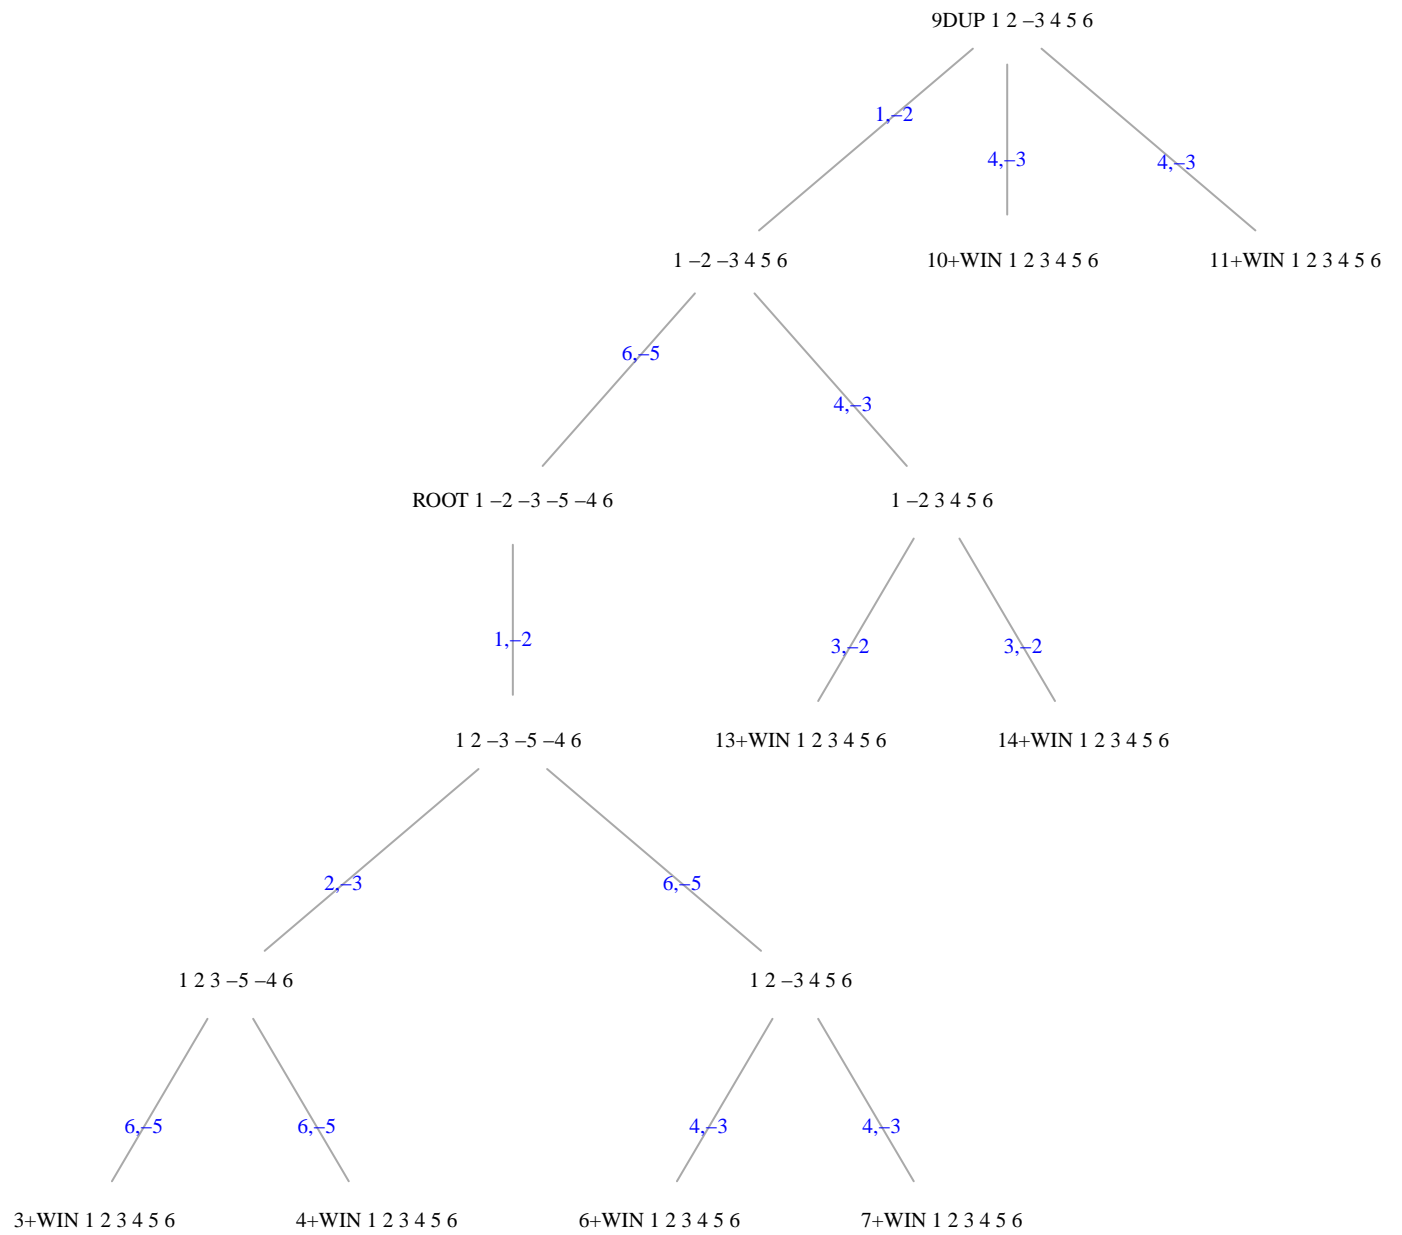 9DUP 1 2 –3 4 5 6
1,–2
4,–3
4,–3
1 –2 –3 4 5 6
10+WIN 1 2 3 4 5 6
11+WIN 1 2 3 4 5 6
6,–5
4,–3
ROOT 1 –2 –3 –5 –4 6
1 –2 3 4 5 6
1,–2
3,–2
3,–2
1 2 –3 –5 –4 6
13+WIN 1 2 3 4 5 6
14+WIN 1 2 3 4 5 6
2,–3
6,–5
1 2 3 –5 –4 6
1 2 –3 4 5 6
6,–5
6,–5
4,–3
4,–3
3+WIN 1 2 3 4 5 6
4+WIN 1 2 3 4 5 6
6+WIN 1 2 3 4 5 6
7+WIN 1 2 3 4 5 6